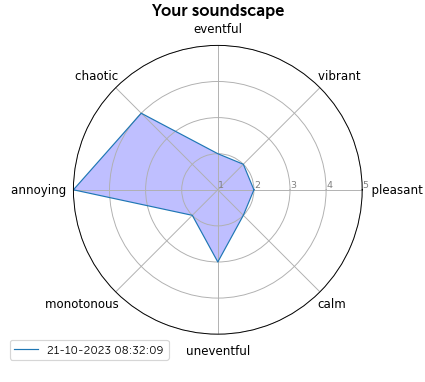 Your soundscape
eventful
chaotic
vibrant
annoying
1
2
3
4
5
pleasant
monotonous
calm
uneventful
21-10-2023 08:32:09